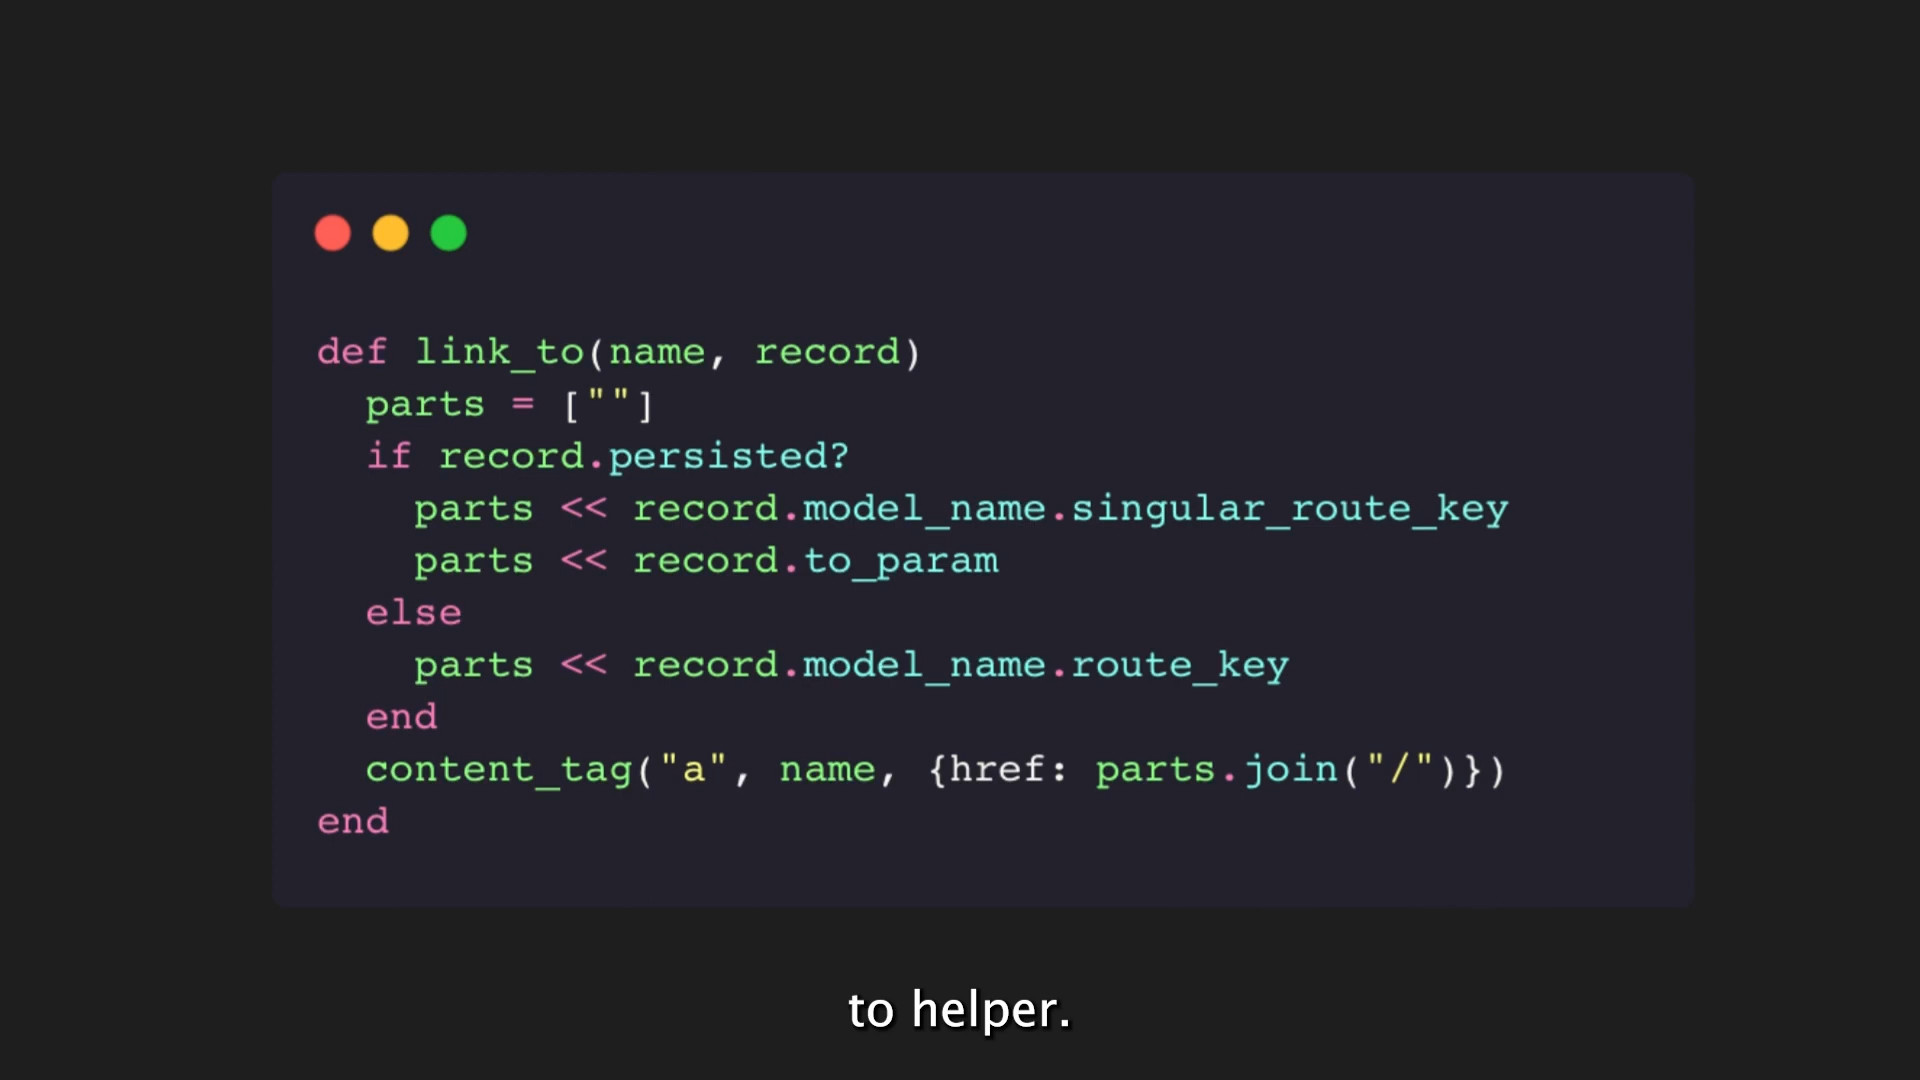 def link_to(name, record)
  parts = [""]
  if record.persisted?
    parts << record.model_name.singular_route_key
    parts << record.to_param
  else
    parts << record.model_name.route_key
  end
  content_tag("a", name, {href: parts.join("/")})
end
to helper.